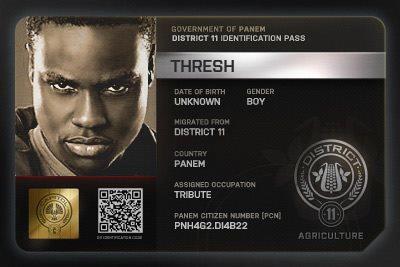 GOVERNMENT OF PANEM
DISTRICT 11 IDENTIFICATION PASS
THRESH
DATE OF BIRTH
UNKNOWN
GENDER
BOY
MIGRATED FROM
DISTRICT 11
COUNTRY
PANEM
ASSIGNED OCCUPATION
TRIBUTE
PANEM CITIZEN NUMBER [PCN]
PNH4G2.DI4B22
DISTRICT
11
AGRICULTURE